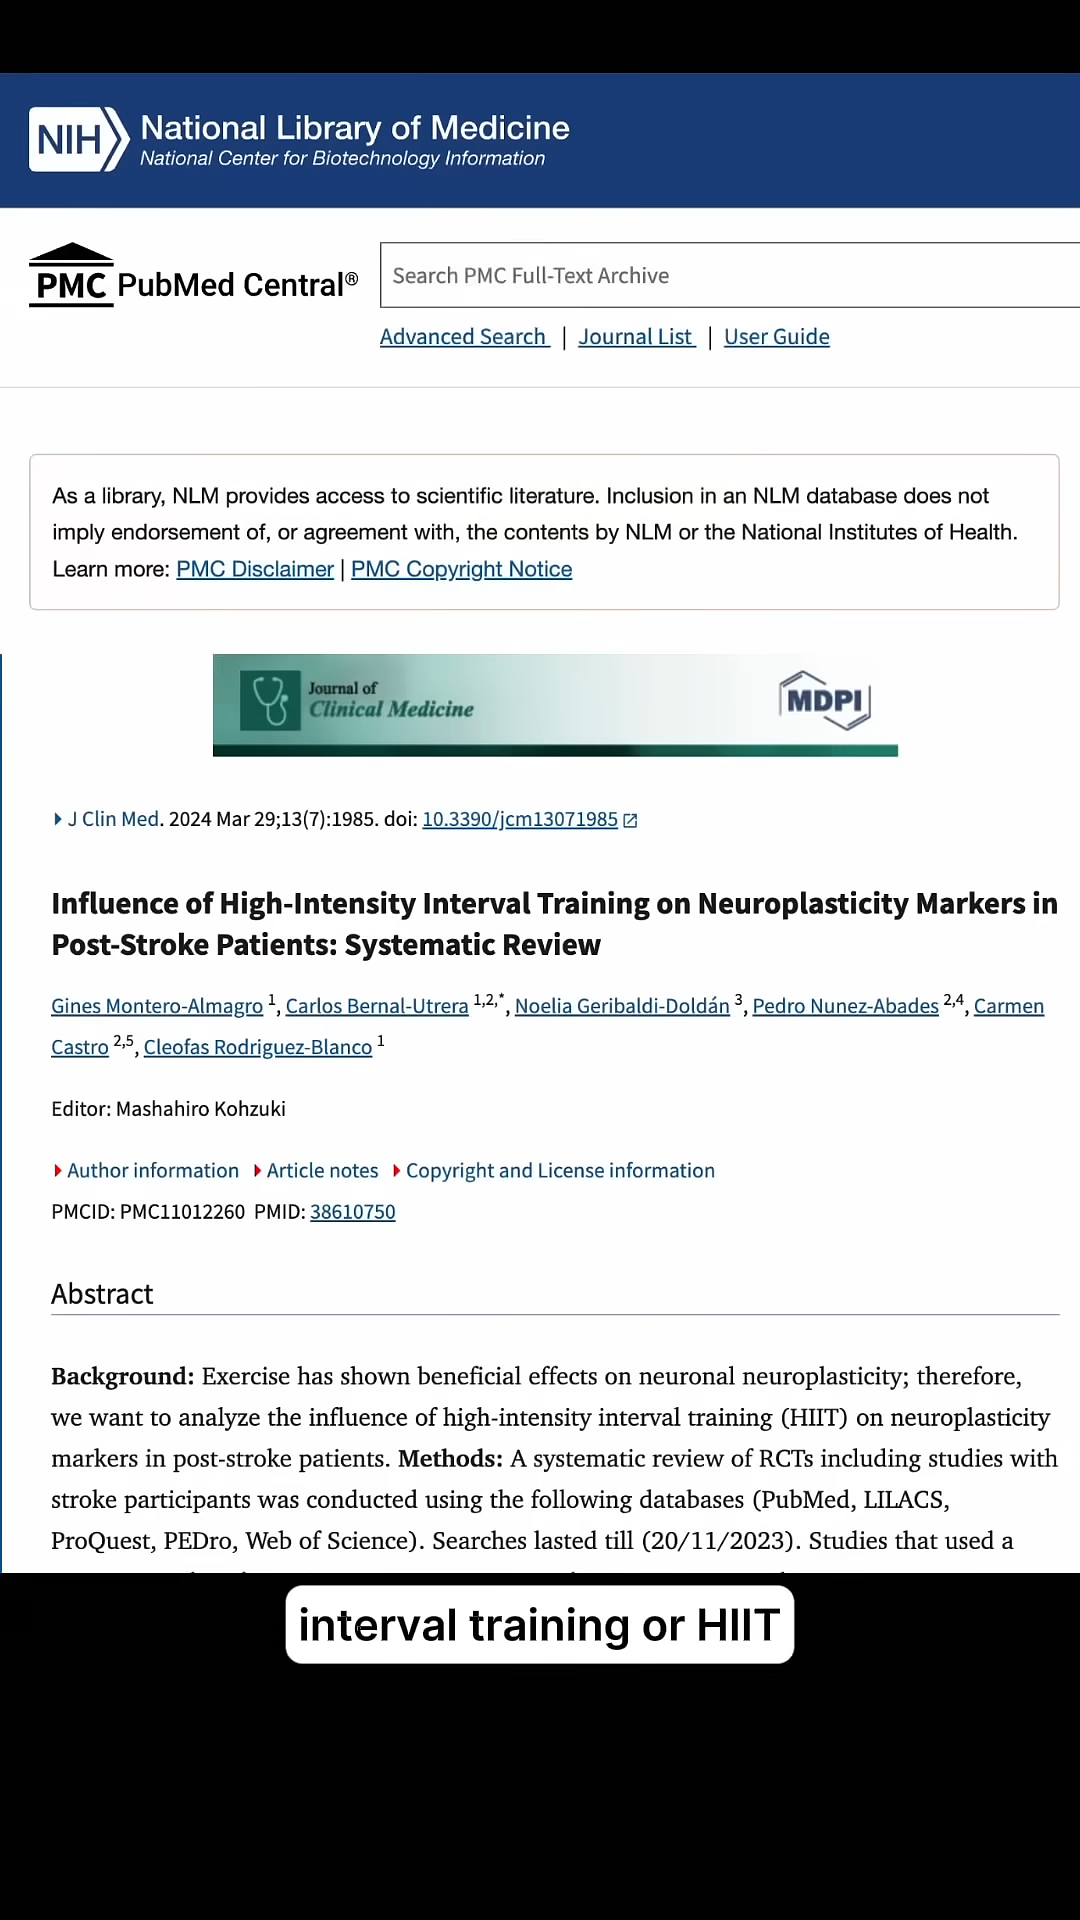 NIH National Library of Medicine
National Center for Biotechnology Information
PMC PubMed Central®
Search PMC Full-Text Archive
Advanced Search | Journal List | User Guide
As a library, NLM provides access to scientific literature. Inclusion in an NLM database does not
imply endorsement of, or agreement with, the contents by NLM or the National Institutes of Health.
Learn more: PMC Disclaimer | PMC Copyright Notice
Journal of
Clinical Medicine
MDPI
J Clin Med. 2024 Mar 29;13(7):1985. doi: 10.3390/jcm13071985
Influence of High-Intensity Interval Training on Neuroplasticity Markers in
Post-Stroke Patients: Systematic Review
Gines Montero-Almagro 1, Carlos Bernal-Utrera 1,2,*, Noelia Geribaldi-Doldán 3, Pedro Nunez-Abades 2,4, Carmen
Castro 2,5, Cleofas Rodriguez-Blanco 1
Editor: Mashahiro Kohzuki
Author information Article notes Copyright and License information
PMCID: PMC11012260 PMID: 38610750
Abstract
Background: Exercise has shown beneficial effects on neuronal neuroplasticity; therefore,
we want to analyze the influence of high-intensity interval training (HIIT) on neuroplasticity
markers in post-stroke patients. Methods: A systematic review of RCTs including studies with
stroke participants was conducted using the following databases (PubMed, LILACS,
ProQuest, PEDro, Web of Science). Searches lasted till (20/11/2023). Studies that used a
interval training or HIIT